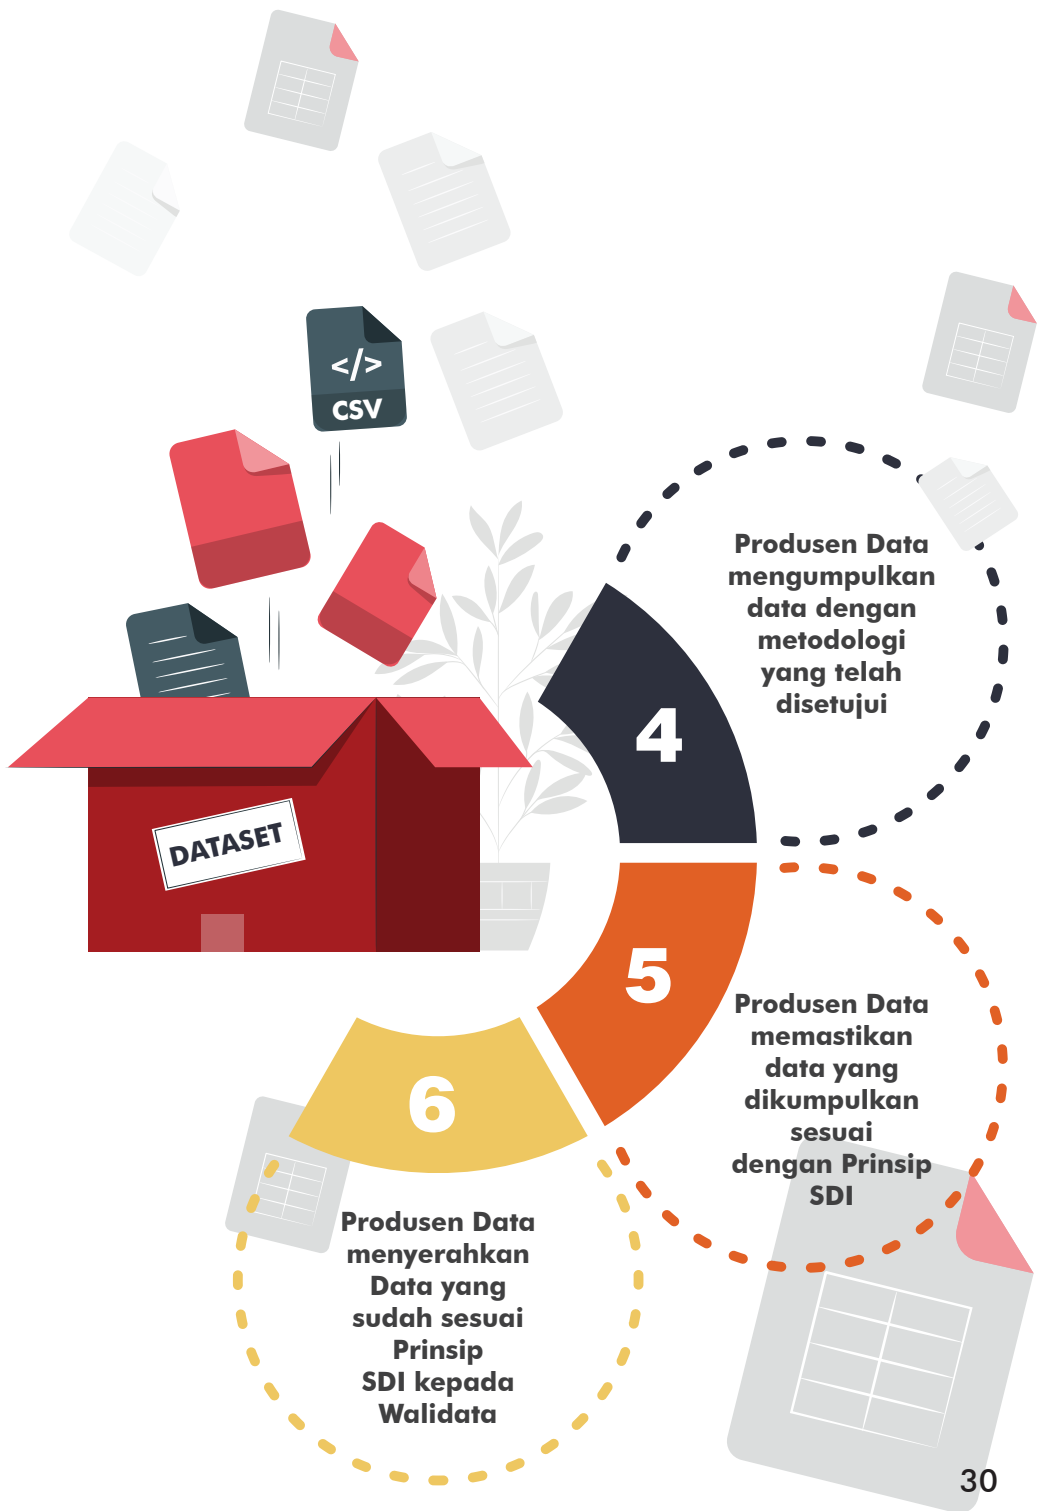 </>
CSV
DATASET
4
Produsen Data
mengumpulkan
data dengan
metodologi
yang telah
disetujui
5
Produsen Data
memastikan
data yang
dikumpulkan
sesuai
dengan Prinsip
SDI
6
Produsen Data
menyerahkan
Data yang
sudah sesuai
Prinsip
SDI kepada
Walidata
30